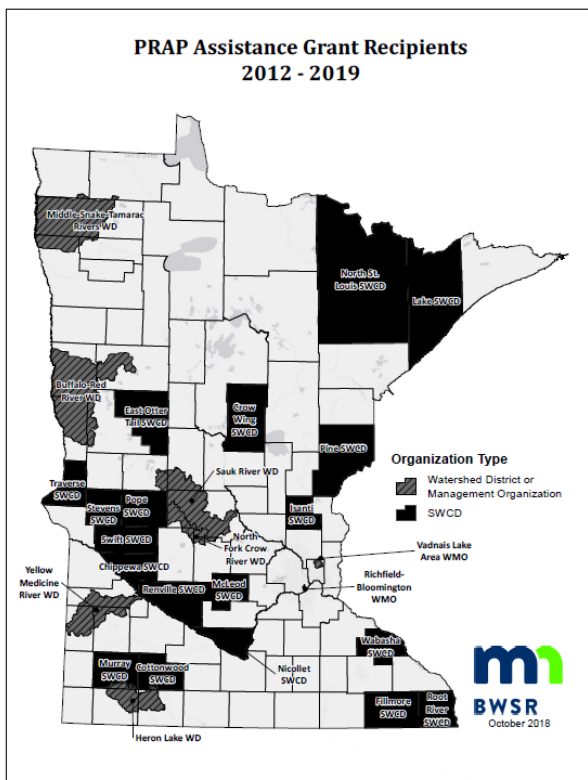 PRAP Assistance Grant Recipients
2012 - 2019
Middle-Snake-Tamarac
Rivers WD
North St.
Louis SWCD
Lake SWCD
Buffalo-Red
River WD
East Otter
Tail SWCD
Crow
Wing
SWCD
Pine SWCD
Organization Type
Watershed District or
Management Organization
SWCD
Traverse
SWCD
Stevens
SWCD
Pope
SWCD
Sauk River WD
Isanti
SWCD
Swift SWCD
North
Fork Crow
River WD
Chippewa SWCD
Vadnais Lake
Area WMO
Yellow
Medicine
River WD
Renville SWCD
McLeod
SWCD
Richfield-
Bloomington
WMO
Wabasha
SWCD
Murray
SWCD
Cottonwood
SWCD
Nicollet
SWCD
Fillmore
SWCD
Root
River
SWCD
Heron Lake WD
mn
BWSR
October 2018